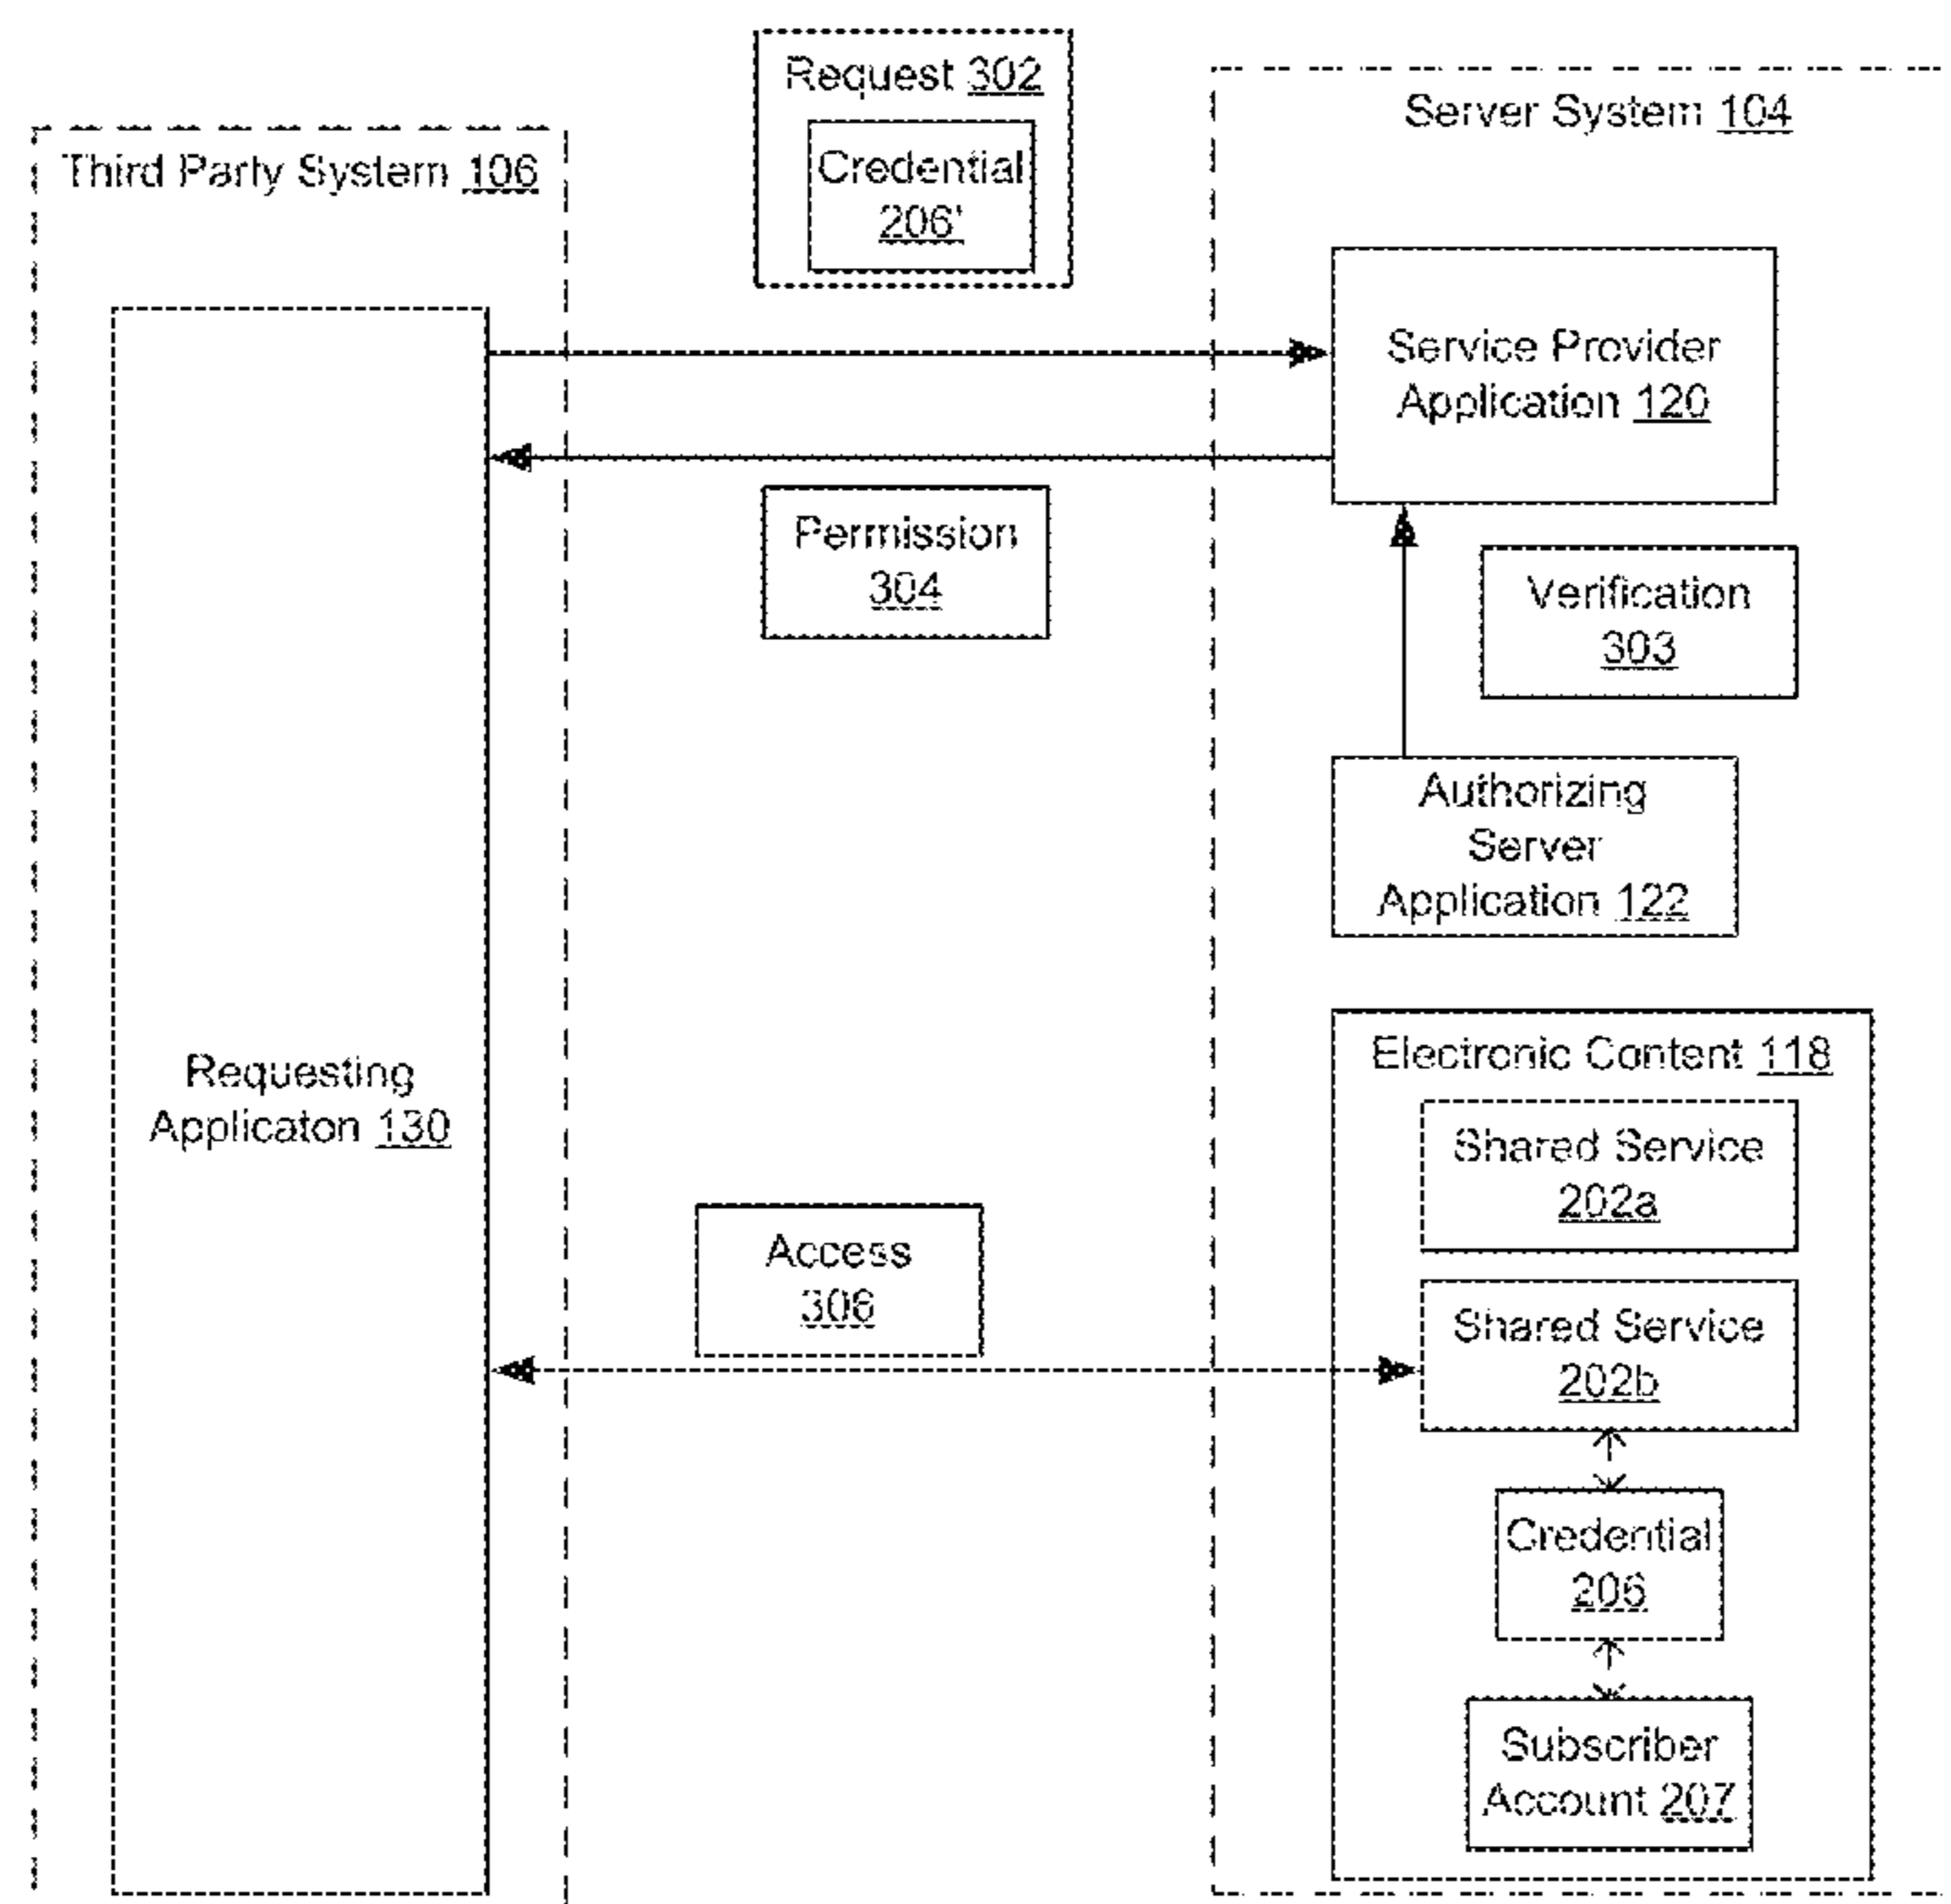 Request 302
Credential
206'
Server System 104
Third Party System 106
Service Provider
Application 120
Permission
304
Verification
303
Authorizing
Server
Application 122
Requesting
Applicaton 130
Electronic Content 118
Shared Service
202a
Access
306
Shared Service
202b
Credential
206
Subscriber
Account 207